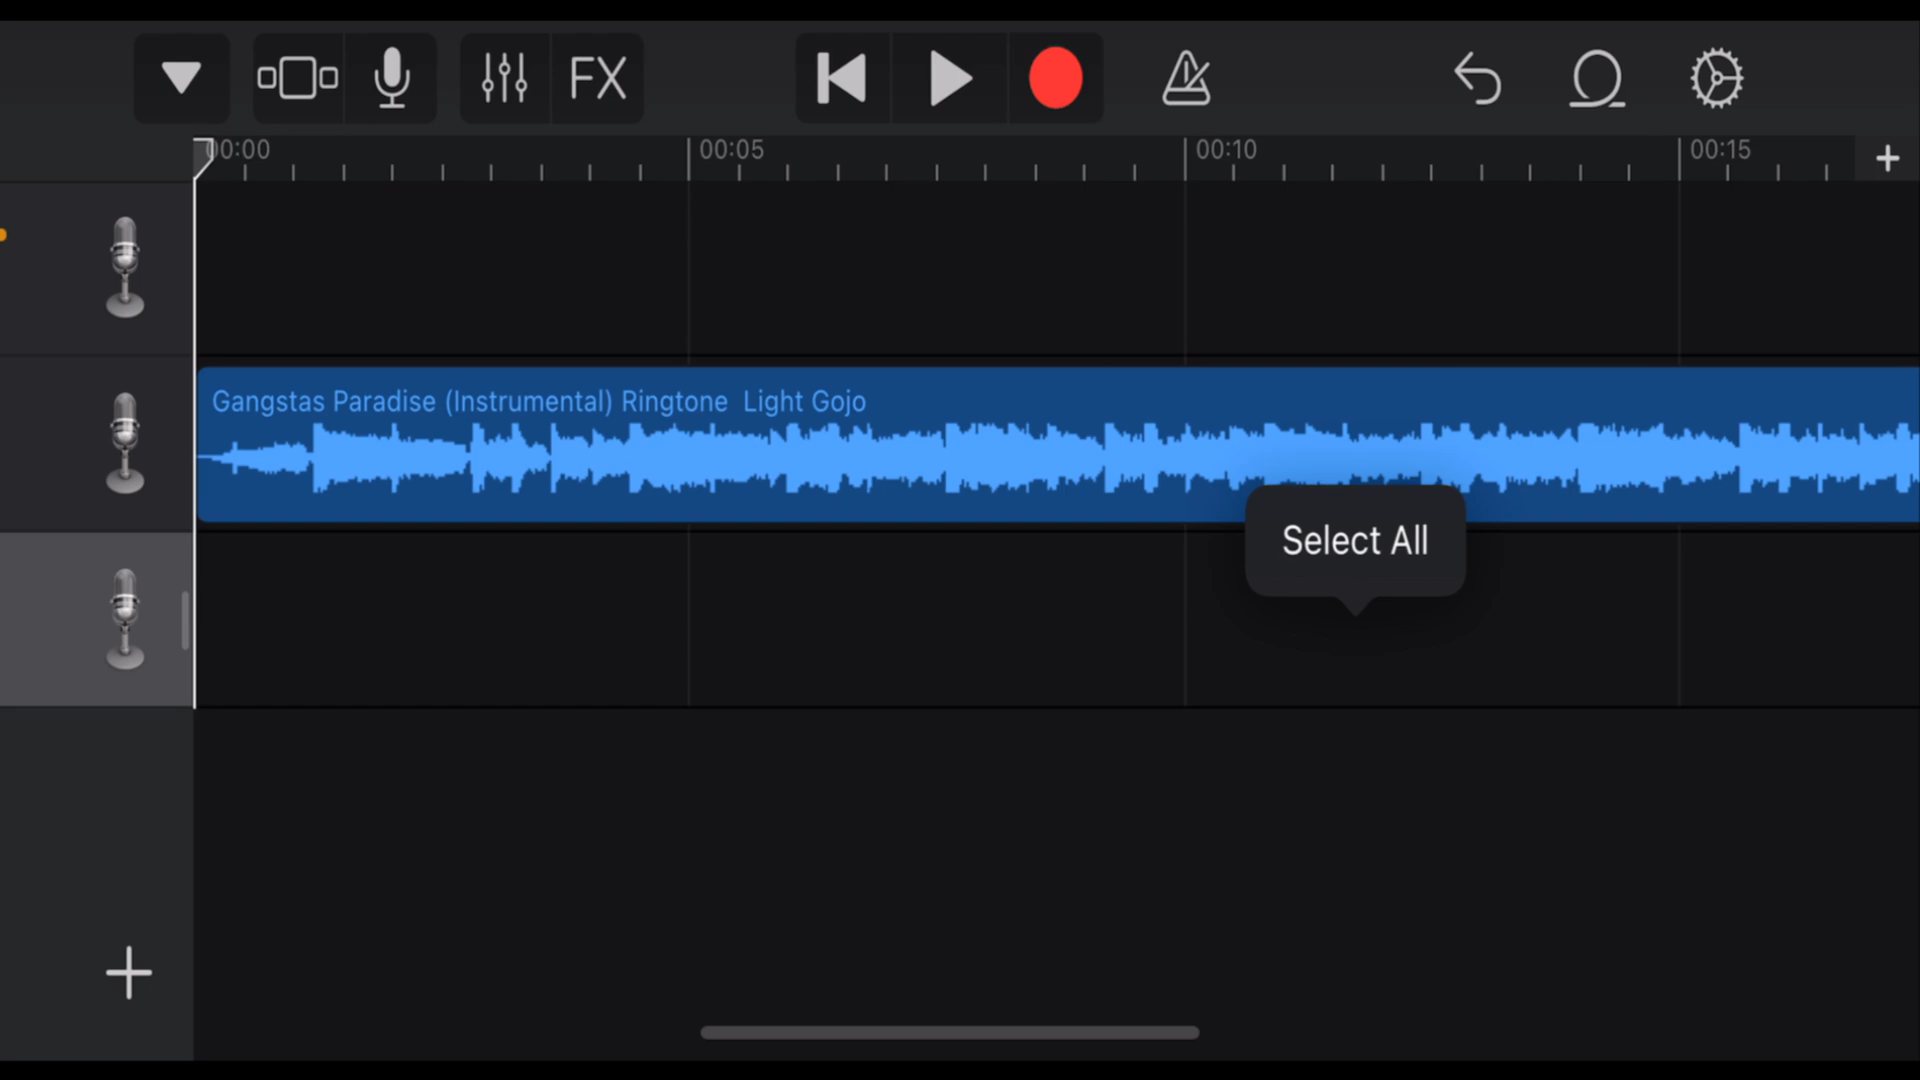 FX
00:00
00:05
00:10
00:15
Gangstas Paradise (Instrumental) Ringtone  Light Gojo
Select All